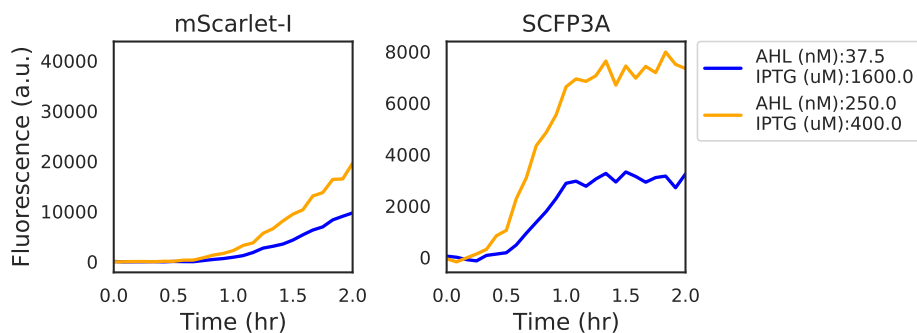 mScarlet-I
SCFP3A
Fluorescence (a.u.)
40000
30000
20000
10000
0
0.0
0.5
1.0
1.5
2.0
Time (hr)
8000
6000
4000
2000
0
0.0
0.5
1.0
1.5
2.0
Time (hr)
AHL (nM):37.5
IPTG (uM):1600.0
AHL (nM):250.0
IPTG (uM):400.0